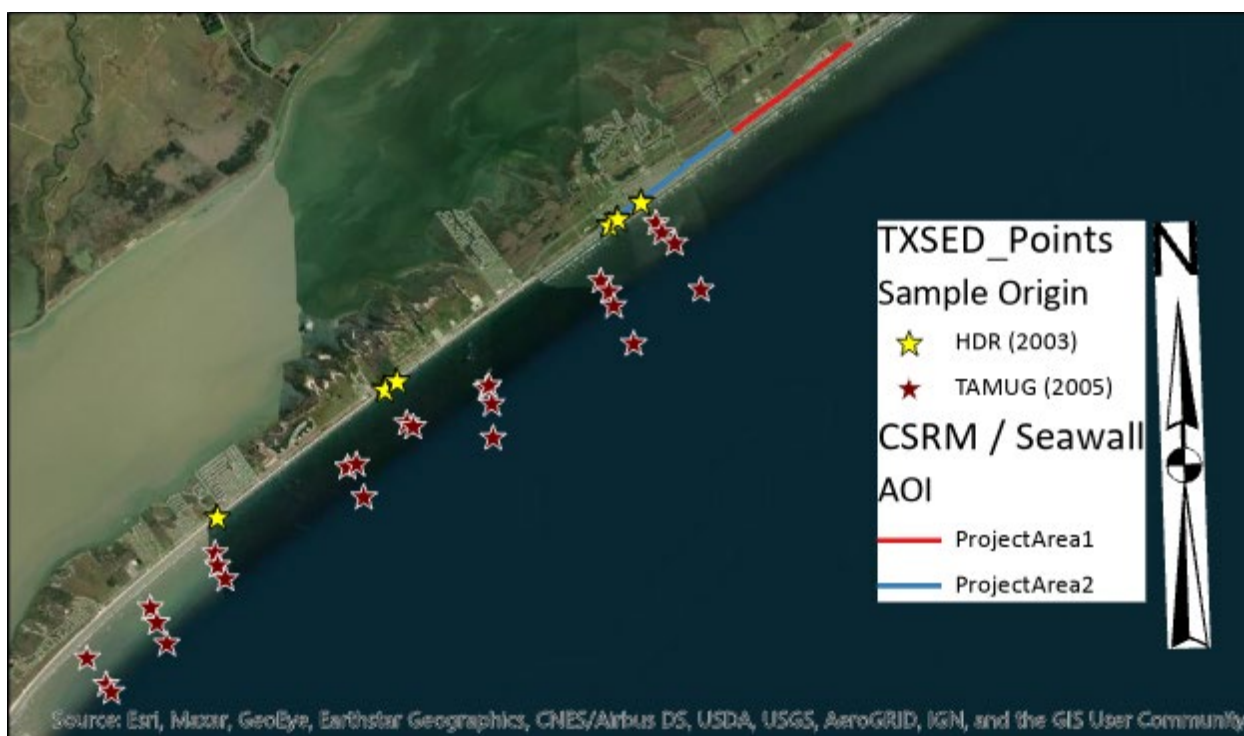 TXSED_Points
Sample Origin
HDR (2003)
TAMUG (2005)
CSRM / Seawall
AOI
ProjectArea1
ProjectArea2
N
Source: Esri, Maxar, GeoEye, Earthstar Geographics, CNES/Airbus DS, USDA, USGS, AeroGRID, IGN, and the GIS User Community